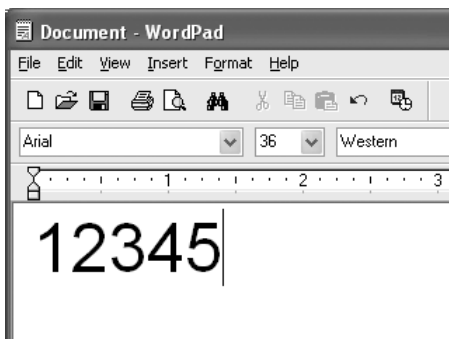 Document - WordPad
File Edit View Insert Format Help
Arial 36 Western
1 2 3
12345